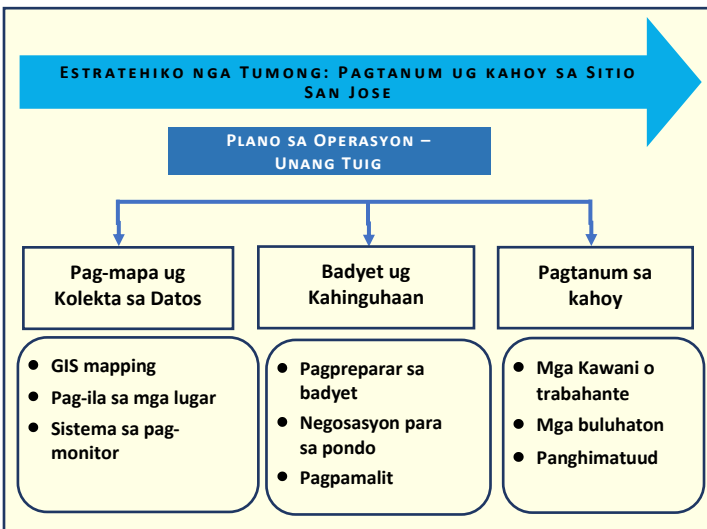 ESTRATEHIKO NGA TUMONG: PAGTANUM UG KAHOY SA SITIO
SAN JOSE
PLANO SA OPERASYON –
UNANG TUIG
Pag-mapa ug
Kolekta sa Datos
Badyet ug
Kahinguhaan
Pagtanum sa
kahoy
● GIS mapping
● Pag-ila sa mga lugar
● Sistema sa pag-
monitor
● Pagpreparar sa
badyet
● Negosasyon para
sa pondo
● Pagpamalit
● Mga Kawani o
trabahante
● Mga buluhaton
● Panghimatuud